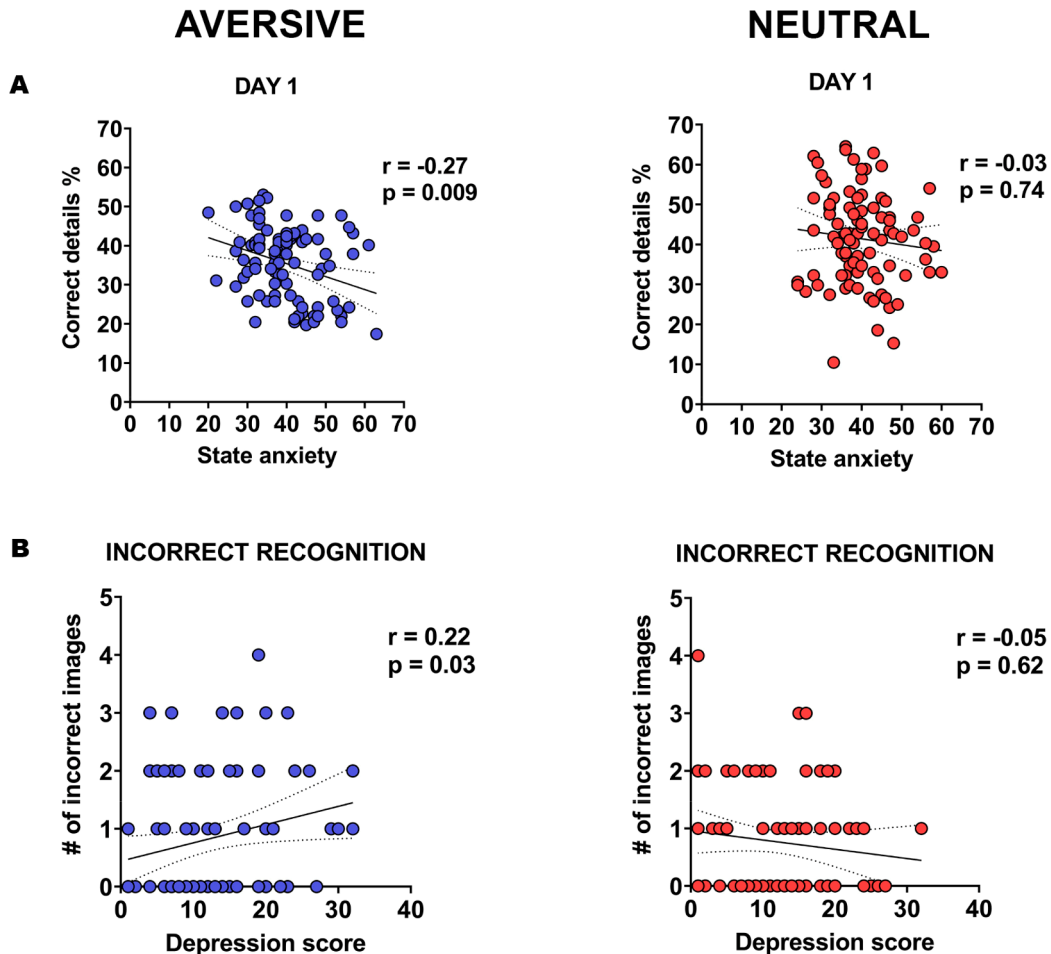 AVERSIVE
NEUTRAL
A
DAY 1
DAY 1
70
60
50
40
30
20
10
0
Correct details %
r = -0.27
p = 0.009
0 10 20 30 40 50 60 70
State anxiety
70
60
50
40
30
20
10
0
Correct details %
r = -0.03
p = 0.74
0 10 20 30 40 50 60 70
State anxiety
B
INCORRECT RECOGNITION
INCORRECT RECOGNITION
5
4
3
2
1
0
# of incorrect images
r = 0.22
p = 0.03
0 10 20 30 40
Depression score
5
4
3
2
1
0
# of incorrect images
r = -0.05
p = 0.62
0 10 20 30 40
Depression score